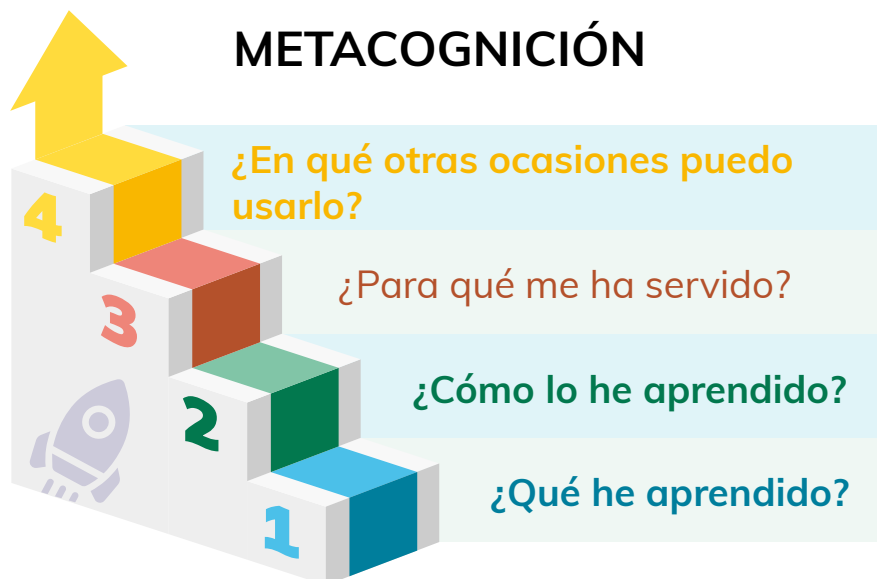 METACOGNICIÓN
¿En qué otras ocasiones puedo
usarlo?
4
¿Para qué me ha servido?
3
¿Cómo lo he aprendido?
2
¿Qué he aprendido?
1